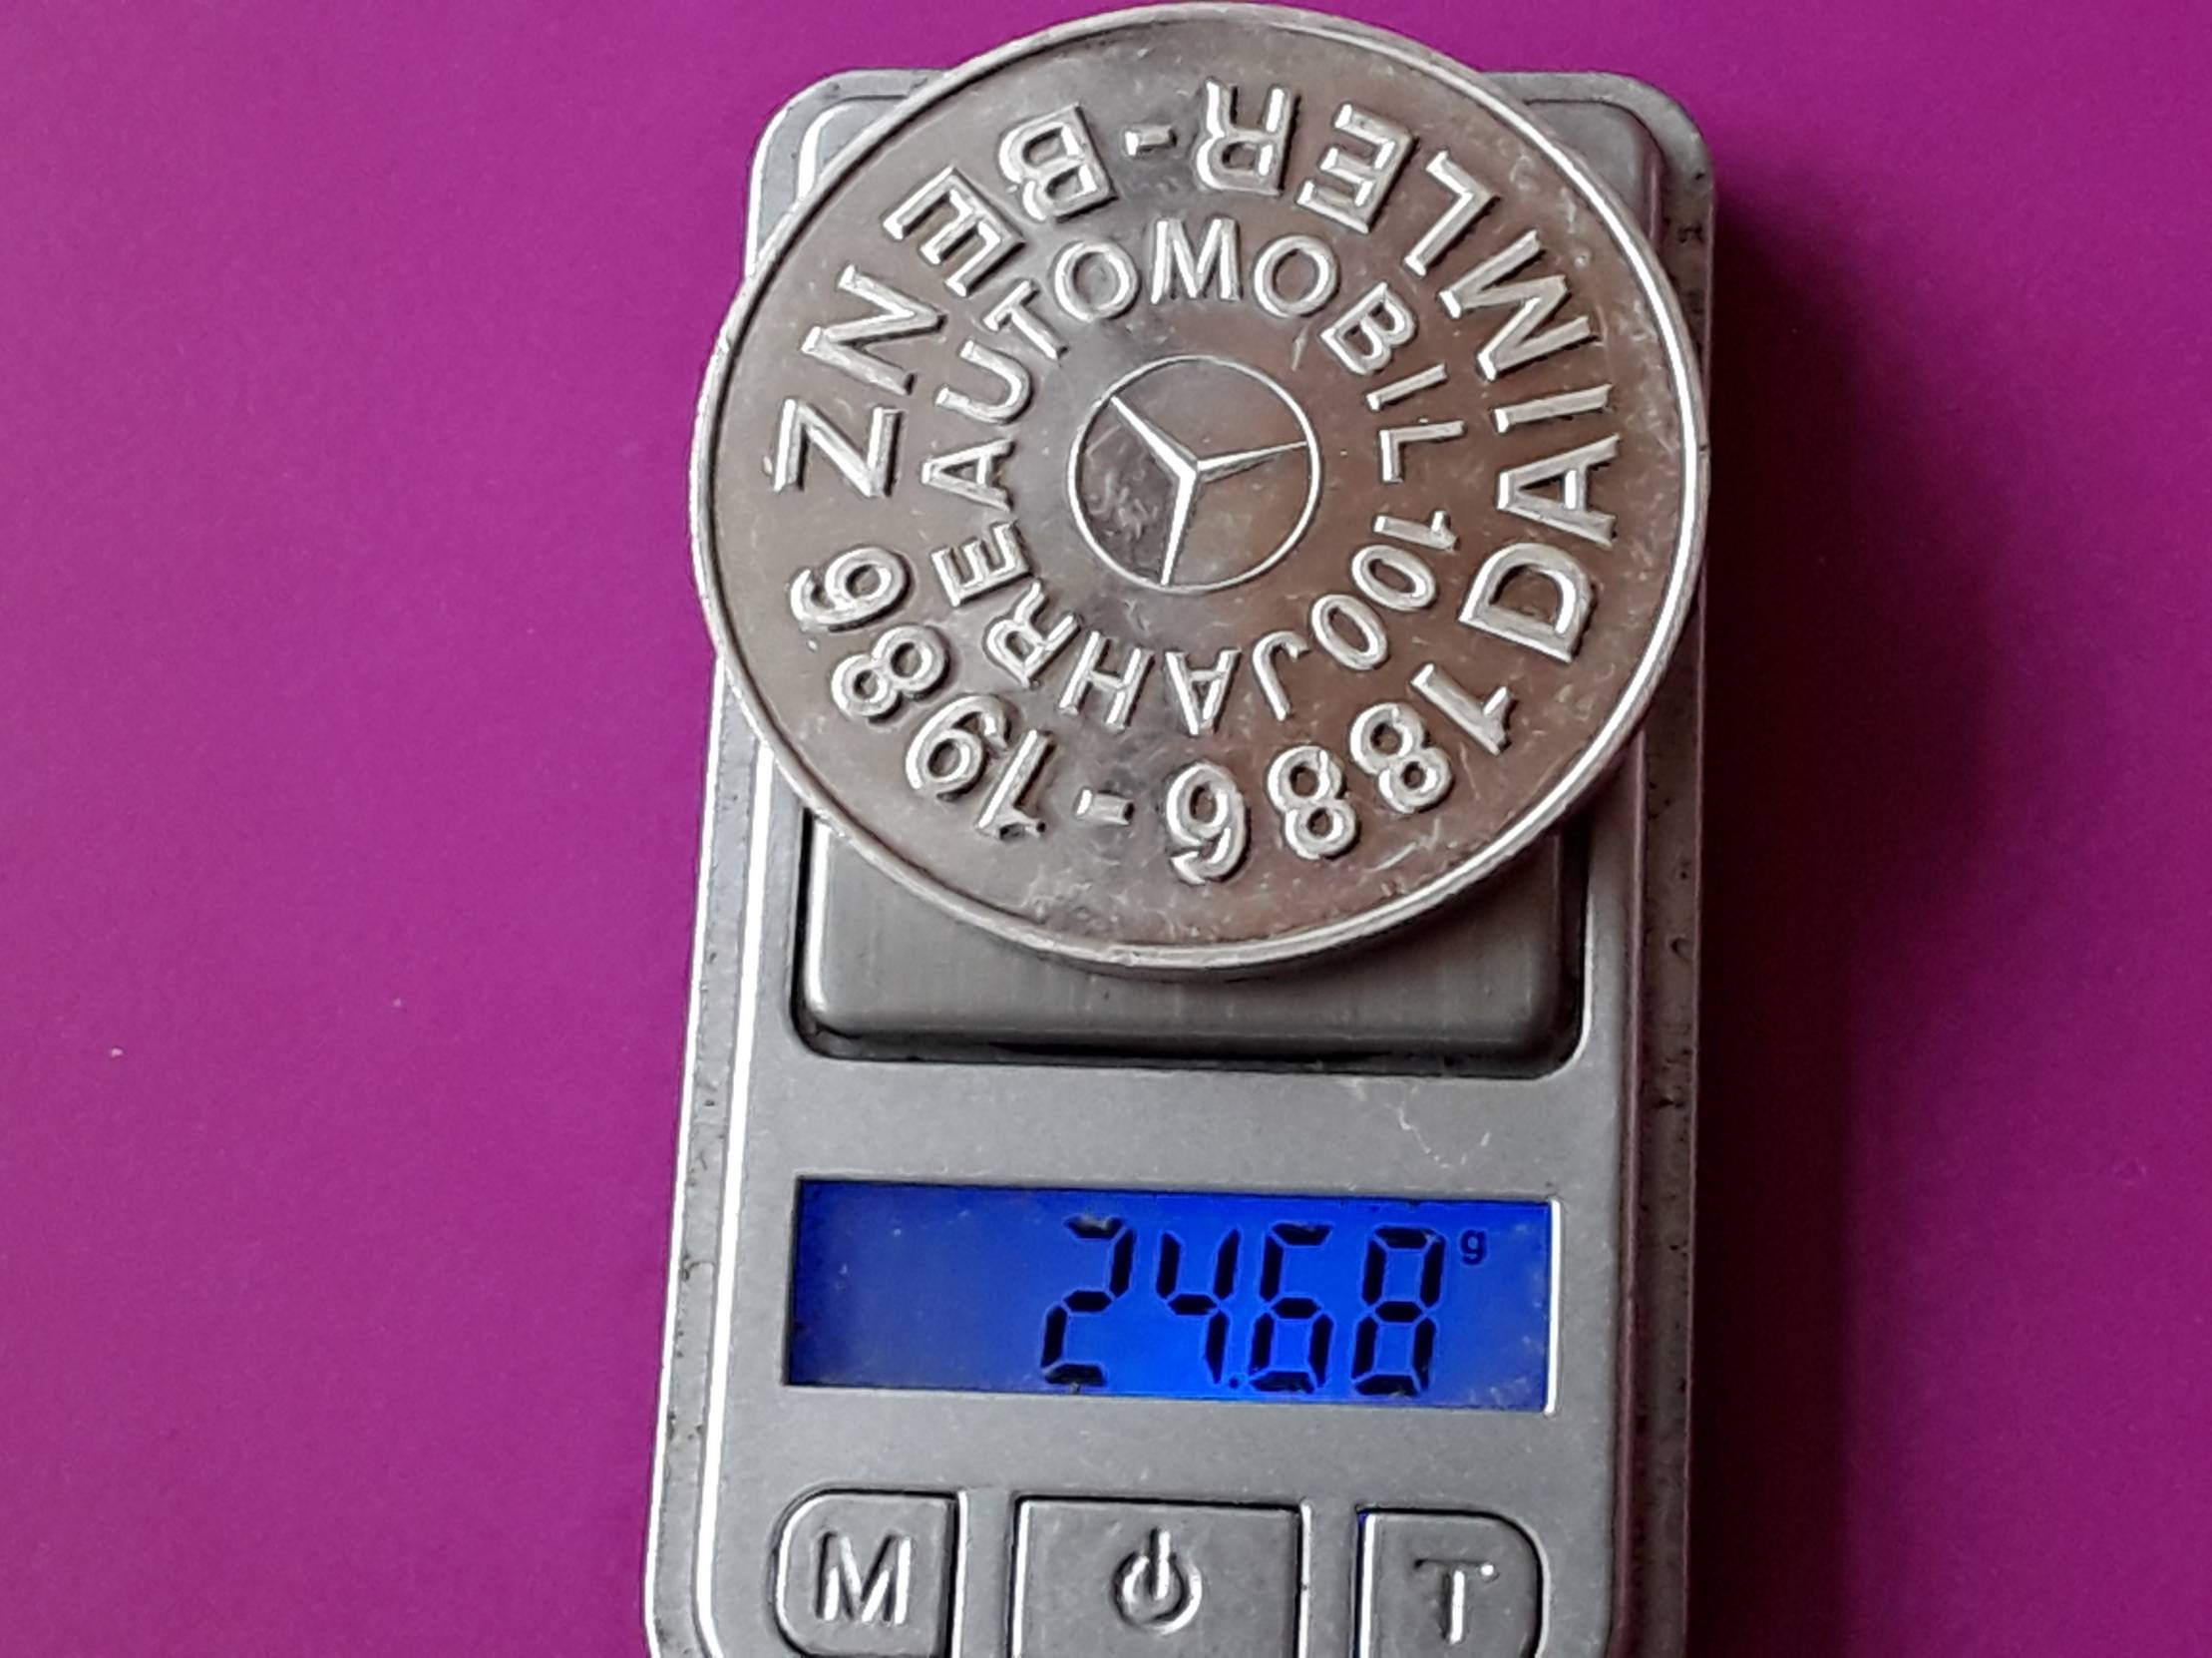 DAIMLER-BENZ
1886-1986
AUTOMOBIL
100 JAHRE
24.68 g
M T